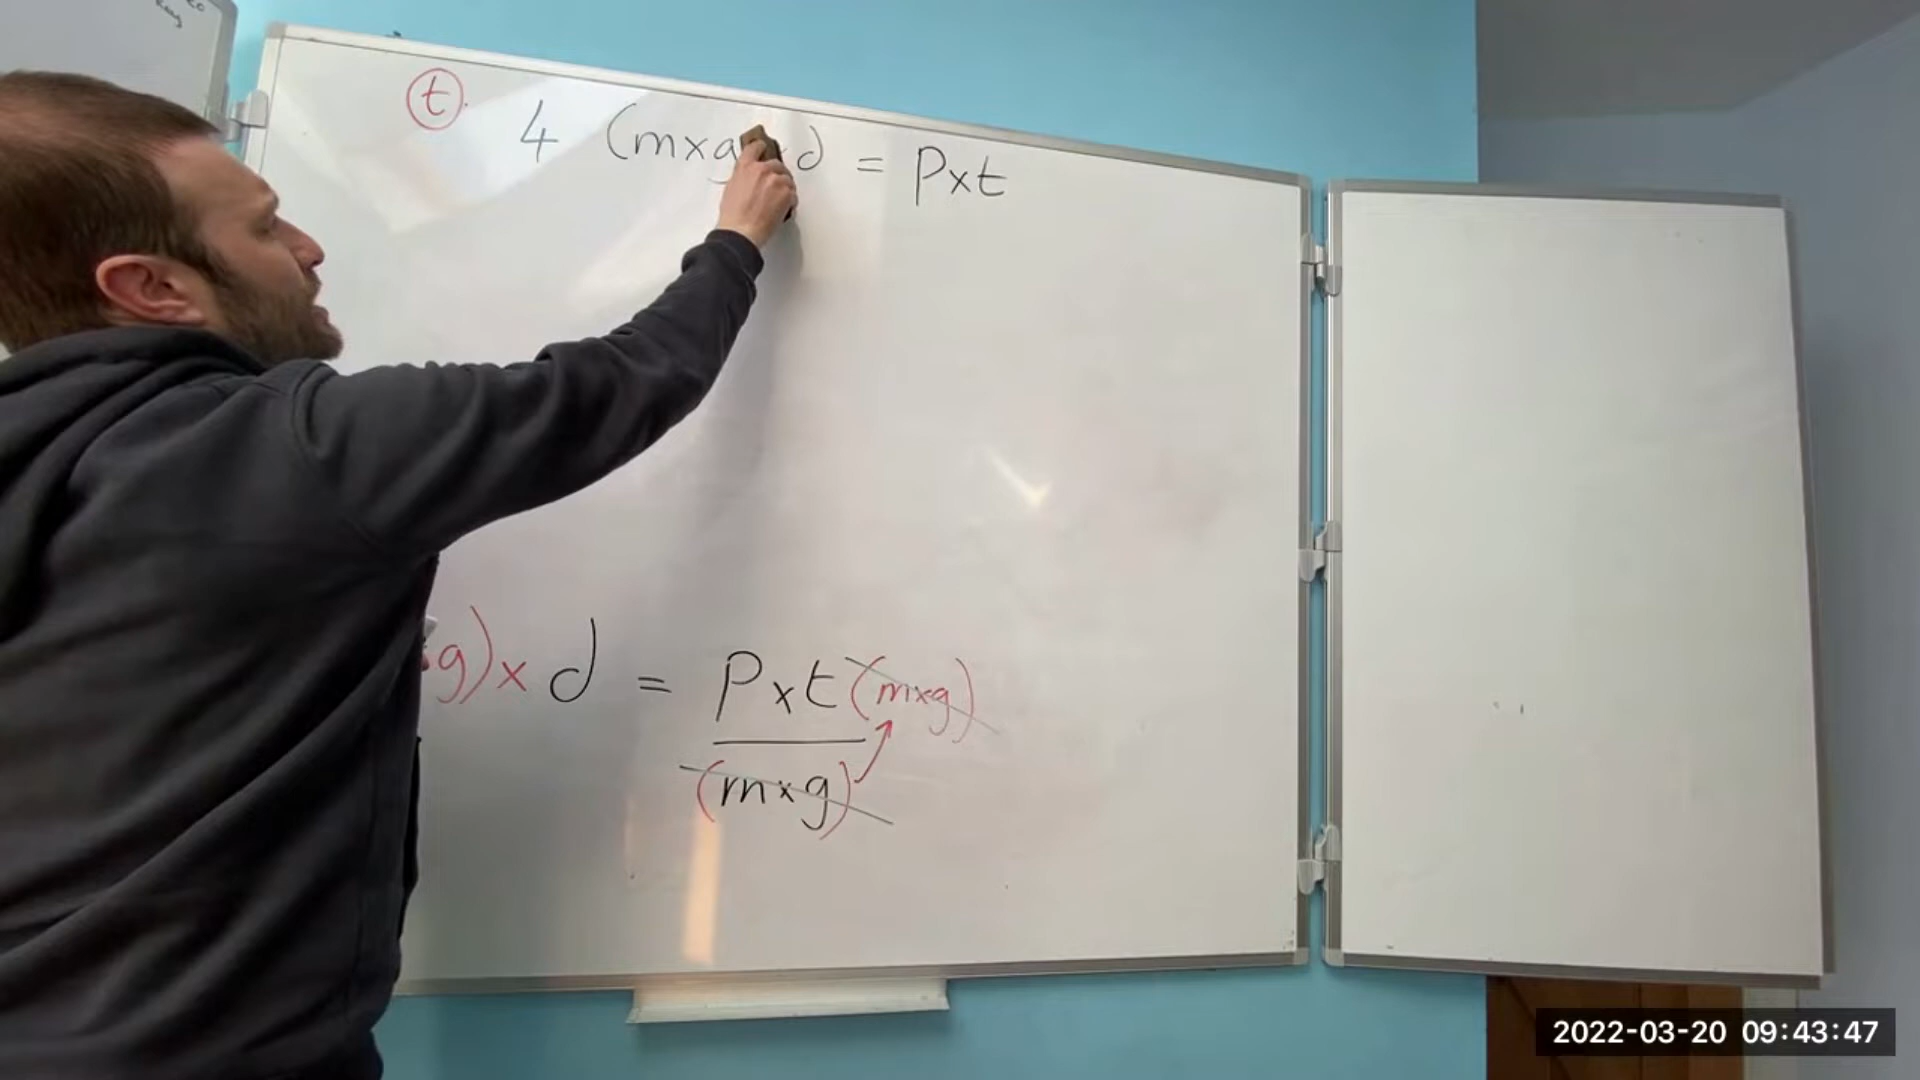 t
4 (mxg d = Pxt
g)x d = Pxt(mxg)
(mxg)
2022-03-20 09:43:47